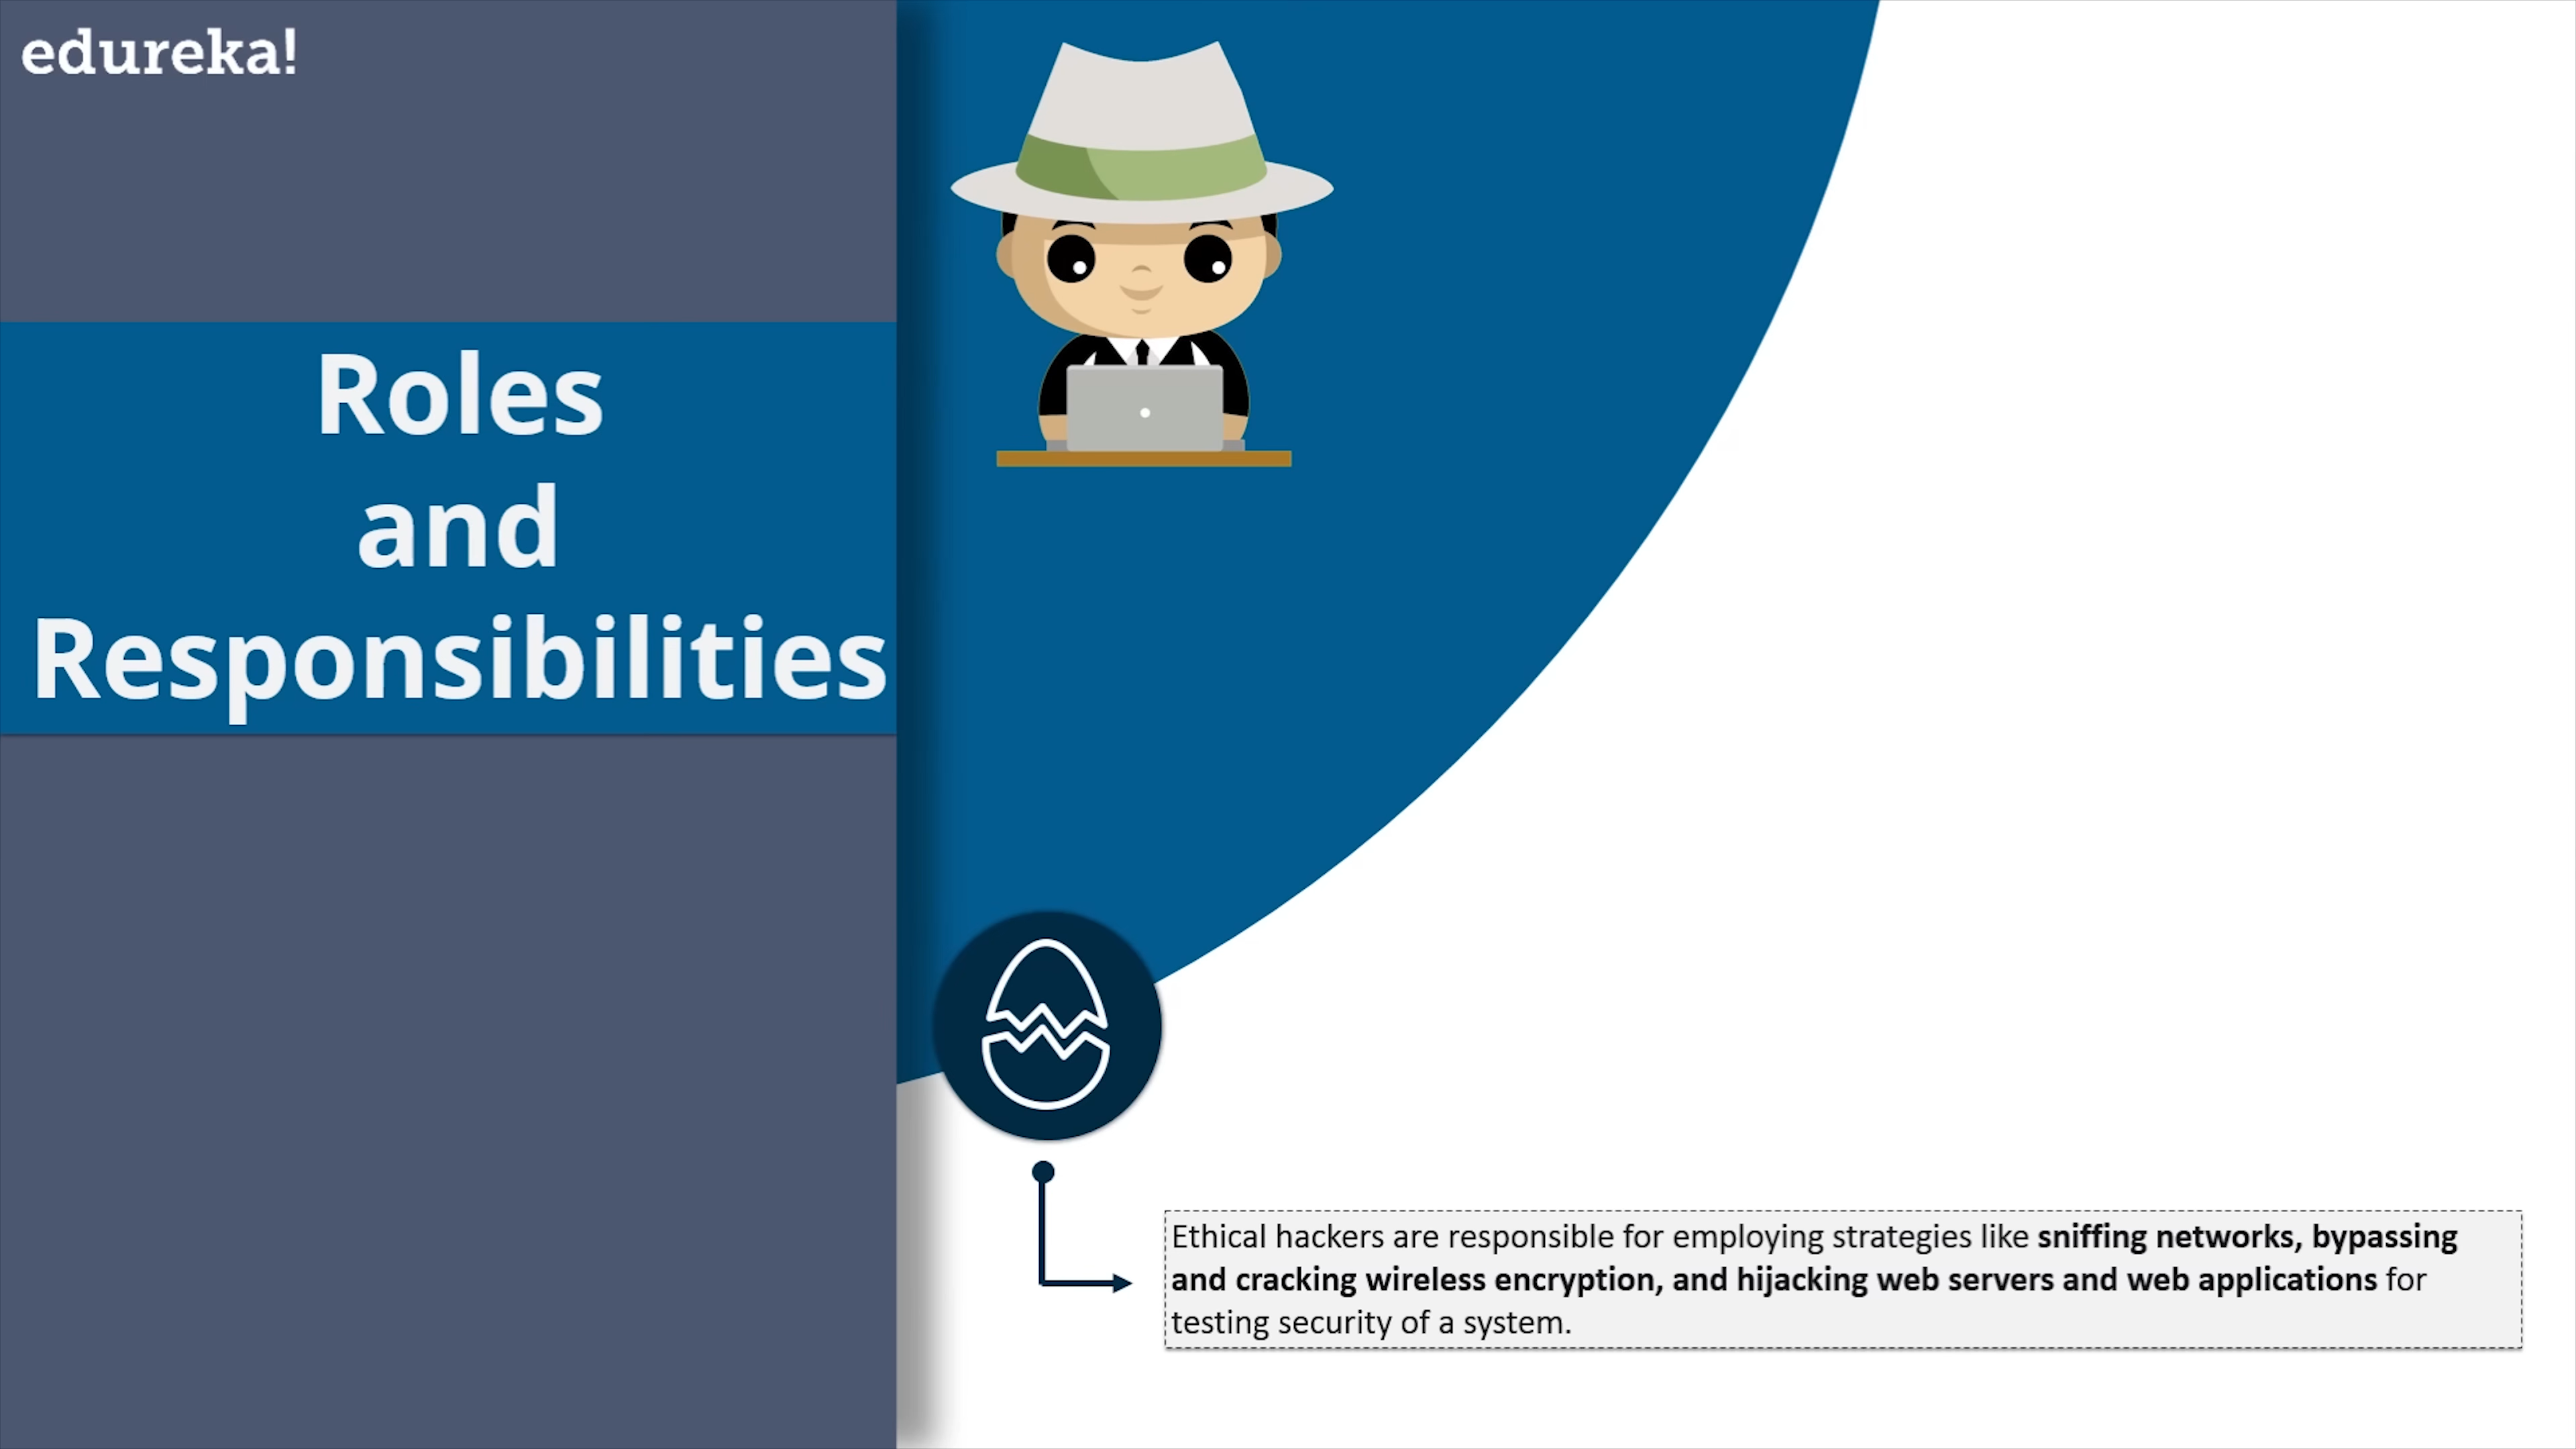 edureka!
Roles
and
Responsibilities
Ethical hackers are responsible for employing strategies like sniffing networks, bypassing
and cracking wireless encryption, and hijacking web servers and web applications for
testing security of a system.